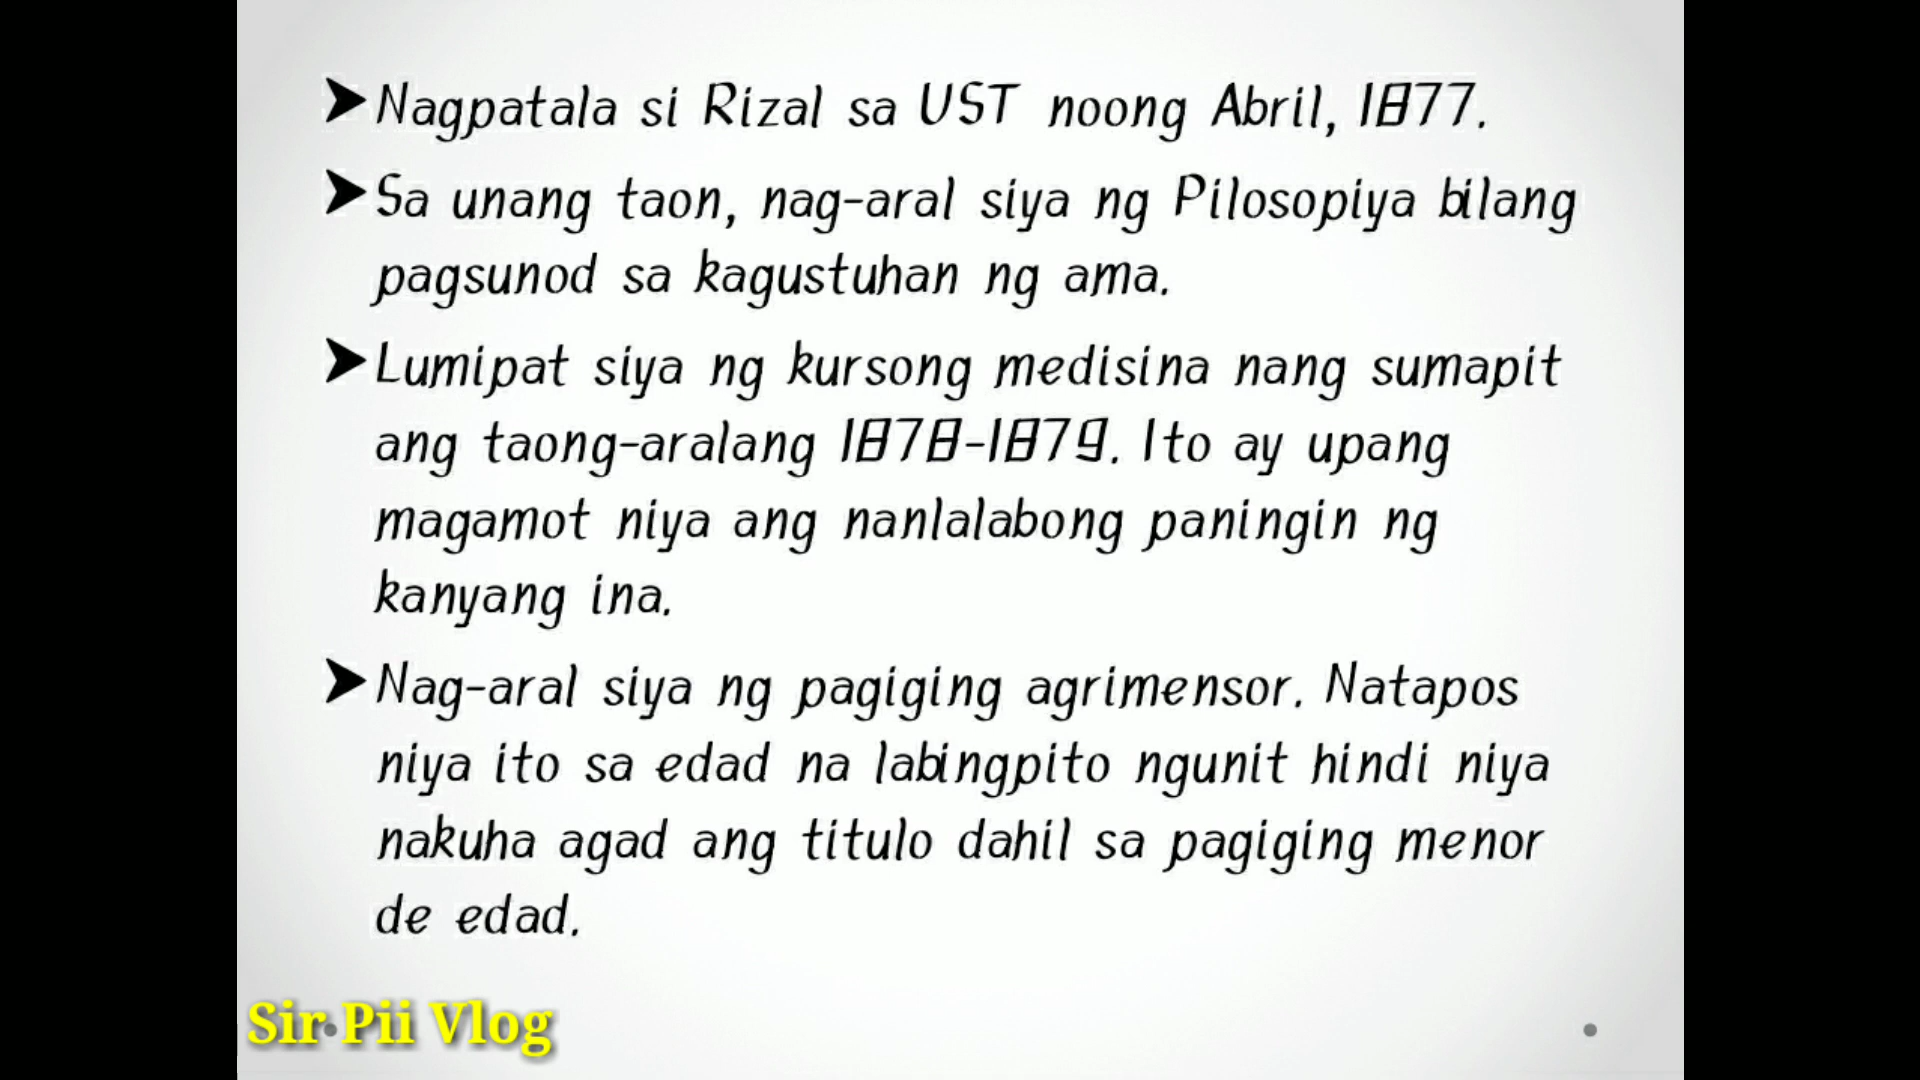 ➤Nagpatala si Rizal sa UST noong Abril, 1877.
➤Sa unang taon, nag-aral siya ng Pilosopiya bilang
pagsunod sa kagustuhan ng ama.
➤Lumipat siya ng kursong medisina nang sumapit
ang taong-aralang 1878-1879. Ito ay upang
magamot niya ang nanlalabong paningin ng
kanyang ina.
➤Nag-aral siya ng pagiging agrimensor. Natapos
niya ito sa edad na labingpito ngunit hindi niya
nakuha agad ang titulo dahil sa pagiging menor
de edad.
Sir Pii Vlog